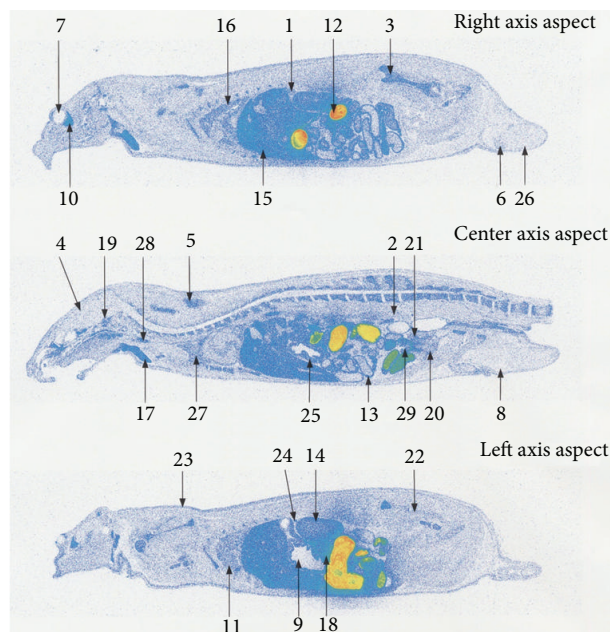 Right axis aspect
7 16 1 12 3
10 15 6 26
Center axis aspect
4 19 28 5 2 21
17 27 25 13 29 20 8
Left axis aspect
23 24 14 22
11 9 18